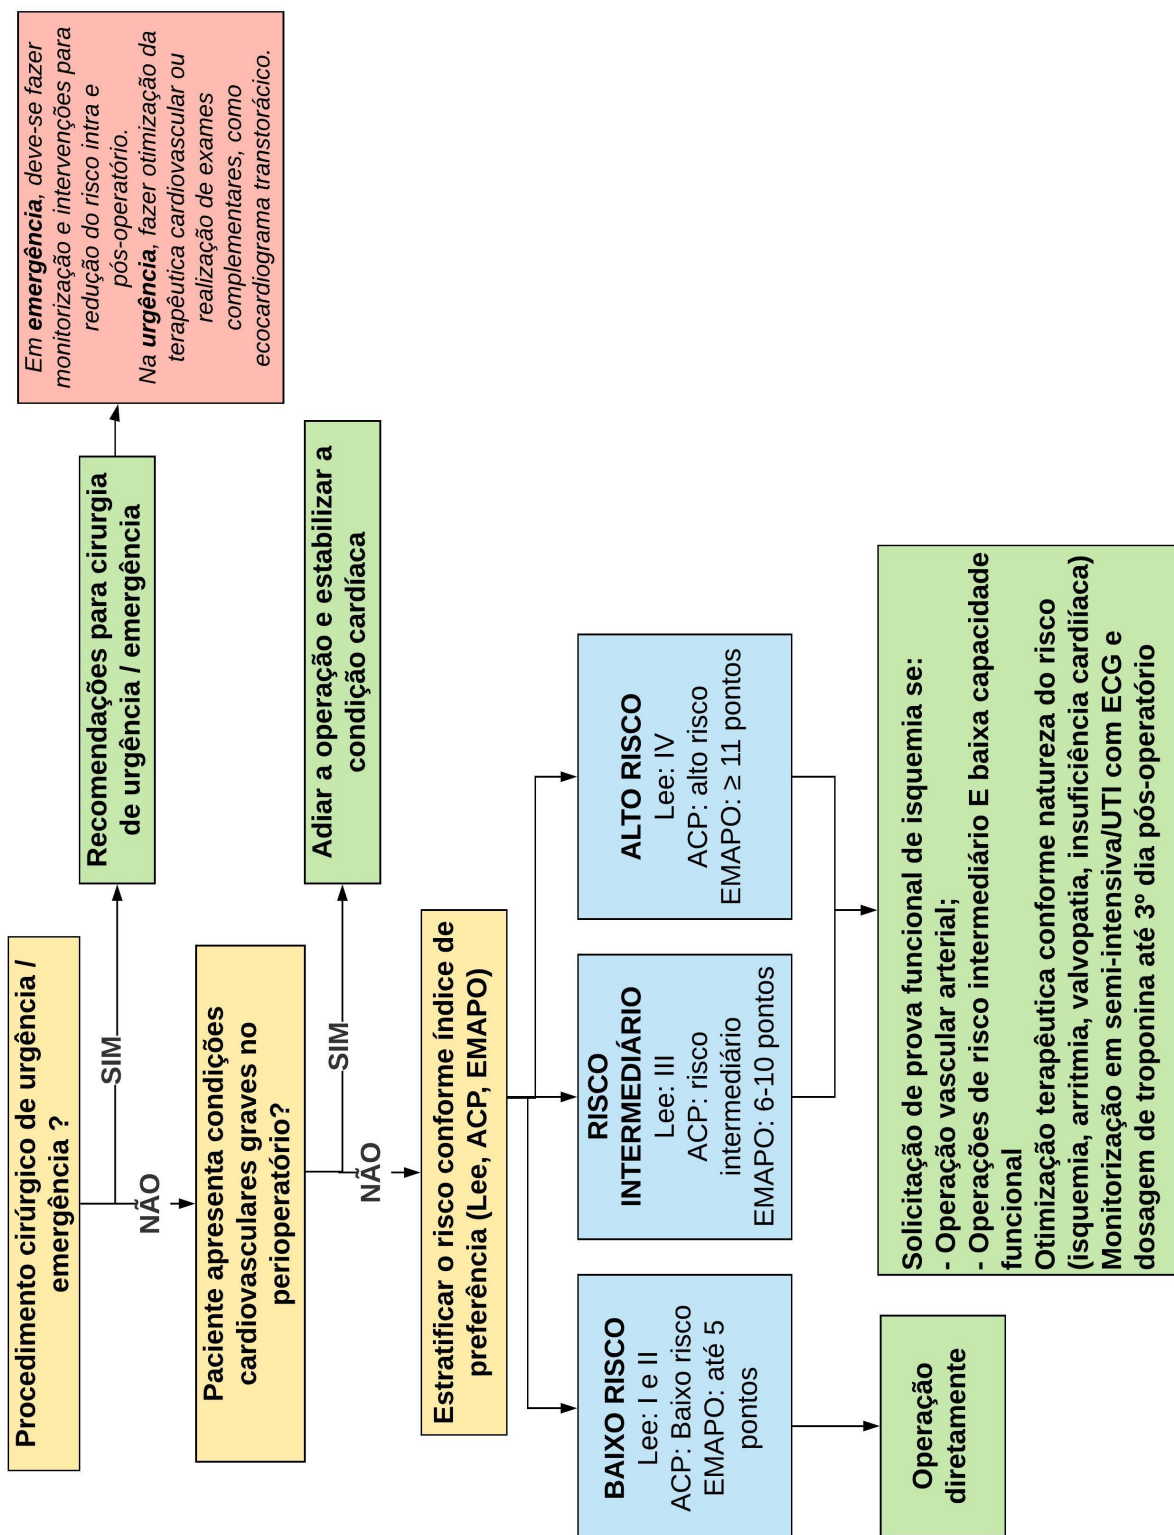 Procedimento cirúrgico de urgência /
emergência ?
SIM
Recomendações para cirurgia
de urgência / emergência
Em emergência, deve-se fazer
monitorização e intervenções para
redução do risco intra e
pós-operatório.
Na urgência, fazer otimização da
terapêutica cardiovascular ou
realização de exames
complementares, como
ecocardiograma transtorácico.
NÃO
Paciente apresenta condições
cardiovasculares graves no
perioperatório?
SIM
Adiar a operação e estabilizar a
condição cardíaca
NÃO
Estratificar o risco conforme índice de
preferência (Lee, ACP, EMAPO)
BAIXO RISCO
Lee: I e II
ACP: Baixo risco
EMAPO: até 5
pontos
RISCO
INTERMEDIÁRIO
Lee: III
ACP: risco
intermediário
EMAPO: 6-10 pontos
ALTO RISCO
Lee: IV
ACP: alto risco
EMAPO: ≥ 11 pontos
Operação
diretamente
Solicitação de prova funcional de isquemia se:
- Operação vascular arterial;
- Operações de risco intermediário E baixa capacidade
funcional
Otimização terapêutica conforme natureza do risco
(isquemia, arritmia, valvopatia, insuficiência cardíiaca)
Monitorização em semi-intensiva/UTI com ECG e
dosagem de troponina até 3º dia pós-operatório